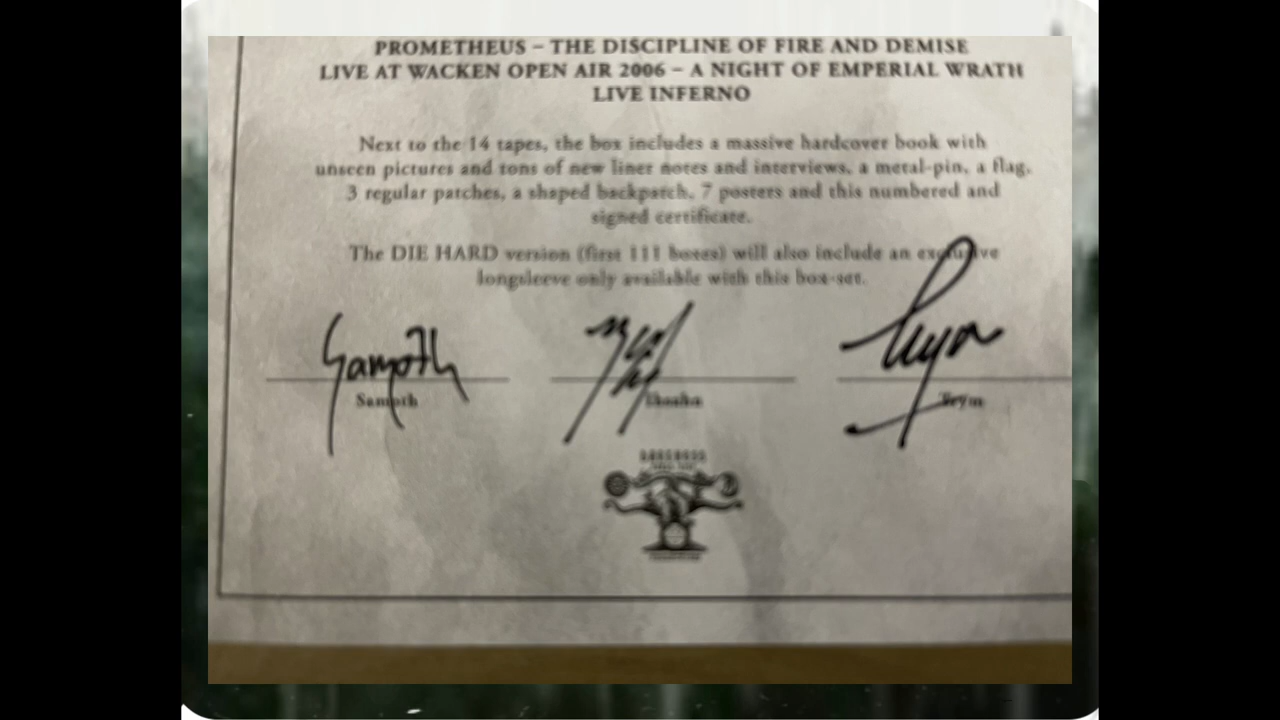 PROMETHEUS – THE DISCIPLINE OF FIRE AND DEMISE
LIVE AT WACKEN OPEN AIR 2006 – A NIGHT OF EMPERIAL WRATH
LIVE INFERNO
Next to the 14 tapes, the box includes a massive hardcover book with
unseen pictures and tons of new liner notes and interviews, a metal-pin, a flag,
3 regular patches, a shaped backpatch, 7 posters and this numbered and
signed certificate.
The DIE HARD version (first 111 boxes) will also include an exclusive
longsleeve only available with this box-set.
Samoth
Samoth Ihsahn Trym